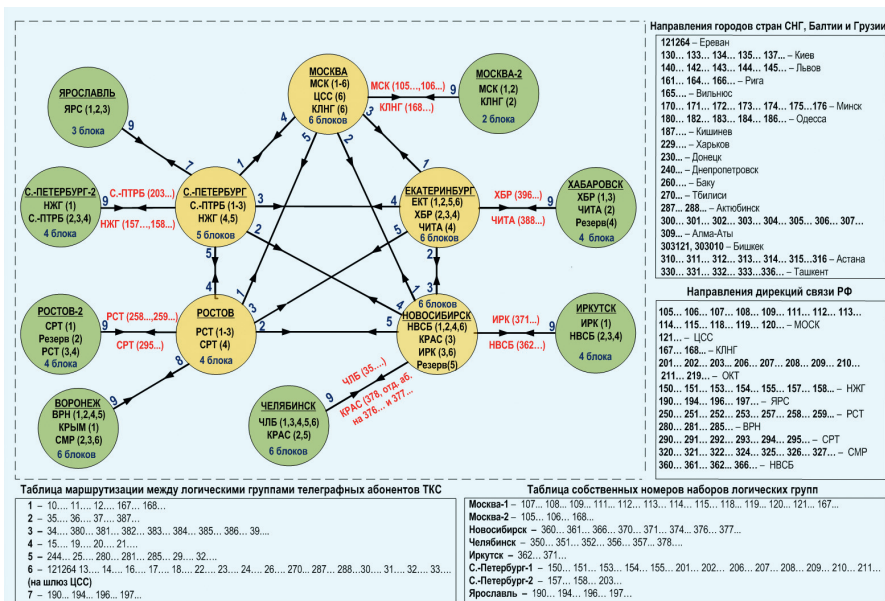 ЯРОСЛАВЛЬ
ЯРС (1,2,3)
3 блока
МОСКВА
МСК (1-6)
ЦСС (6)
КЛНГ (6)
6 блоков
МСК (105…,106...)
КЛНГ (168…)
МОСКВА-2
МСК (1,2)
КЛНГ (2)
2 блока
С.-ПЕТЕРБУРГ-2
НЖГ (1)
С.-ПТРБ (2,3,4)
4 блока
С.-ПТРБ (203...)
НЖГ (157…,158...)
С.-ПЕТЕРБУРГ
С.-ПТРБ (1-3)
НЖГ (4,5)
5 блоков
ЕКАТЕРИНБУРГ
ЕКТ (1,2,5,6)
ХБР (2,3,4)
ЧИТА (4)
6 блоков
ХБР (396...)
ЧИТА (388...)
ХАБАРОВСК
ХБР (1,3)
ЧИТА (2)
Резерв(4)
4 блока
РОСТОВ-2
СРТ (1)
Резерв (2)
РСТ (3,4)
4 блока
РСТ (258...,259...)
СРТ (295...)
РОСТОВ
РСТ (1-3)
СРТ (4)
4 блока
6 блоков
НОВОСИБИРСК
НВСБ (1,2,4,6)
КРАС (3)
ИРК (3,6)
Резерв(5)
ИРК (371...)
НВСБ (362...)
ИРКУТСК
ИРК (1)
НВСБ (2,3,4)
4 блока
ВОРОНЕЖ
ВРН (1,2,4,5)
КРЫМ (1)
СМР (2,3,6)
6 блоков
ЧЕЛЯБИНСК
ЧЛБ (1,3,4,5,6)
КРАС (2,5)
6 блоков
ЧЛБ (35....)
КРАС (378, отд. аб.
на 376… и 377...
Направления городов стран СНГ, Балтии и Грузии
121264 – Ереван
130… 133… 134… 135… 137... – Киев
140… 142… 143… 144… 145... – Львов
161… 164… 166... – Рига
165.... – Вильнюс
170… 171… 172… 173… 174… 175…176 – Минск
180… 182… 183… 184… 186... – Одесса
187… – Кишинев
229.... – Харьков
230... – Донецк
240... – Днепропетровск
260.... – Баку
270... – Тбилиси
287… 288... – Актюбинск
300… 301… 302… 303… 304… 305… 306… 307…
309... – Алма-Аты
303121, 303010 – Бишкек
310… 311… 312… 313… 314… 315…316 – Астана
330… 331… 332… 333…336... – Ташкент
Направления дирекций связи РФ
105… 106… 107… 108… 109… 111… 112… 113…
114… 115… 118… 119… 120... – МОСК
121... – ЦСС
167… 168... – КЛНГ
201… 202… 203... 206… 207… 208… 209… 210…
211… 219... – ОКТ
150… 151… 153… 154… 155… 157… 158... – НЖГ
190… 194… 196… 197... – ЯРС
250… 251… 252… 253… 257… 258… 259... – РСТ
280… 281… 285... – ВРН
290… 291… 292… 293… 294… 295... – СРТ
320… 321… 322… 324… 325… 326… 327... – СМР
360… 361… 362… 366... – НВСБ
Таблица маршрутизации между логическими группами телеграфных абонентов ТКС
1 – 10…. 11…. 12…. 167… 168…
2 – 35…. 36…. 37…. 387…
3 – 34…. 380… 381… 382… 383… 384… 385… 386… 39....
4 – 15.... 19.... 20.... 21....
5 – 244… 25.... 280… 281… 285… 29.... 32....
6 – 121264 13.... 14.... 16.... 17.... 18.... 22.... 23.... 24.... 26.... 270… 287… 288…30.... 31.... 32.... 33....
(на шлюз ЦСС)
7 – 190… 194… 196… 197…
Таблица собственных номеров наборов логических групп
Москва-1 – 107… 108… 109… 111… 112… 113… 114… 115… 118… 119… 120… 121… 167…
Москва-2 – 105… 106… 168…
Новосибирск – 360… 361… 366… 370… 371… 374… 376… 377…
Челябинск – 350… 351… 352… 356… 357… 378....
Иркутск – 362… 371…
С.-Петербург-1 – 150… 151… 153… 154… 155… 201… 202… 206… 207… 208… 209… 210… 211…
С.-Петербург-2 – 157… 158… 203…
Ярославль – 190… 194… 196… 197…